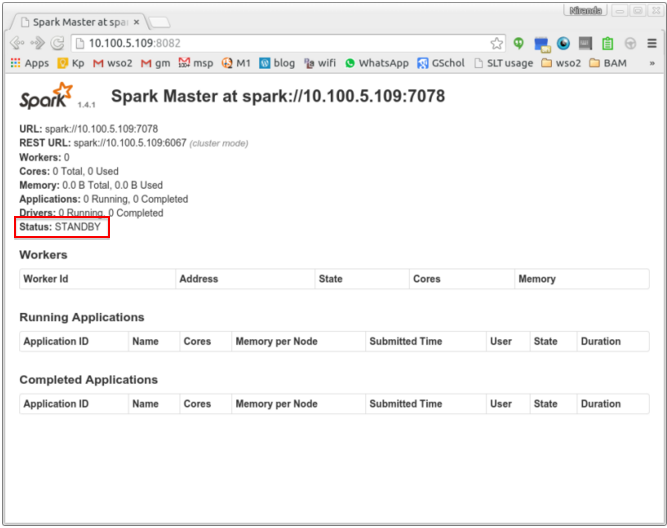 Niranda
Spark Master at spar
10.100.5.109:8082
Apps Kp wso2 gm msp M1 blog wifi WhatsApp GSchol SLT usage wso2 BAM »
Spark 1.4.1 Spark Master at spark://10.100.5.109:7078
URL: spark://10.100.5.109:7078
REST URL: spark://10.100.5.109:6067 (cluster mode)
Workers: 0
Cores: 0 Total, 0 Used
Memory: 0.0 B Total, 0.0 B Used
Applications: 0 Running, 0 Completed
Drivers: 0 Running, 0 Completed
Status: STANDBY
Workers
Worker Id Address State Cores Memory
Running Applications
Application ID Name Cores Memory per Node Submitted Time User State Duration
Completed Applications
Application ID Name Cores Memory per Node Submitted Time User State Duration